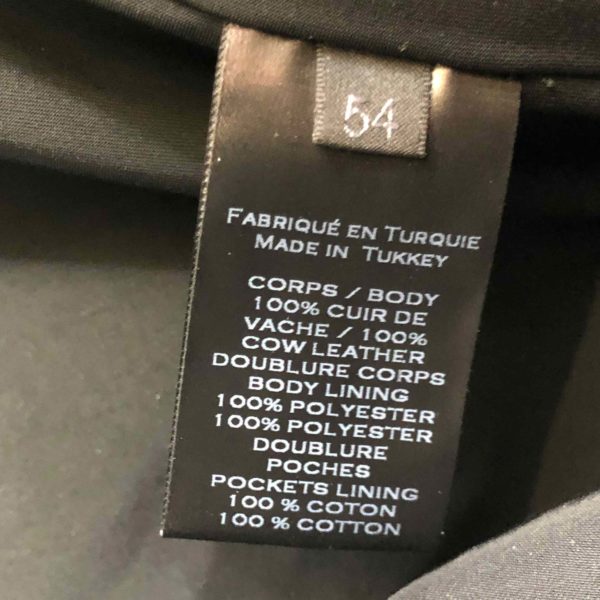 54
FABRIQUÉ EN TURQUIE
MADE IN TUKKEY
CORPS / BODY
100% CUIR DE
VACHE / 100%
COW LEATHER
DOUBLURE CORPS
BODY LINING
100% POLYESTER
100% POLYESTER
DOUBLURE
POCHES
POCKETS LINING
100 % COTON
100 % COTTON